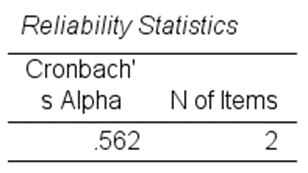 Reliability Statistics
Cronbach'
s Alpha N of Items
.562 2